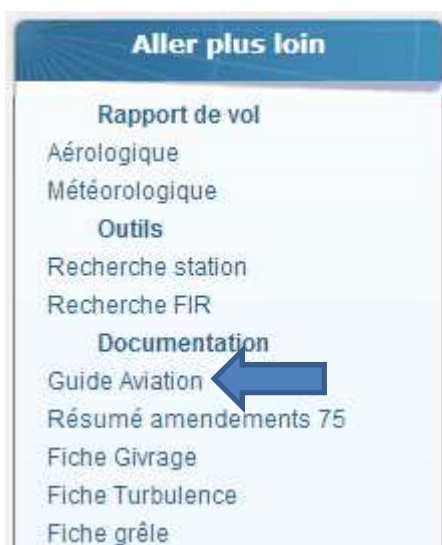 Aller plus loin
Rapport de vol
Aérologique
Météorologique
Outils
Recherche station
Recherche FIR
Documentation
Guide Aviation
Résumé amendements 75
Fiche Givrage
Fiche Turbulence
Fiche grêle